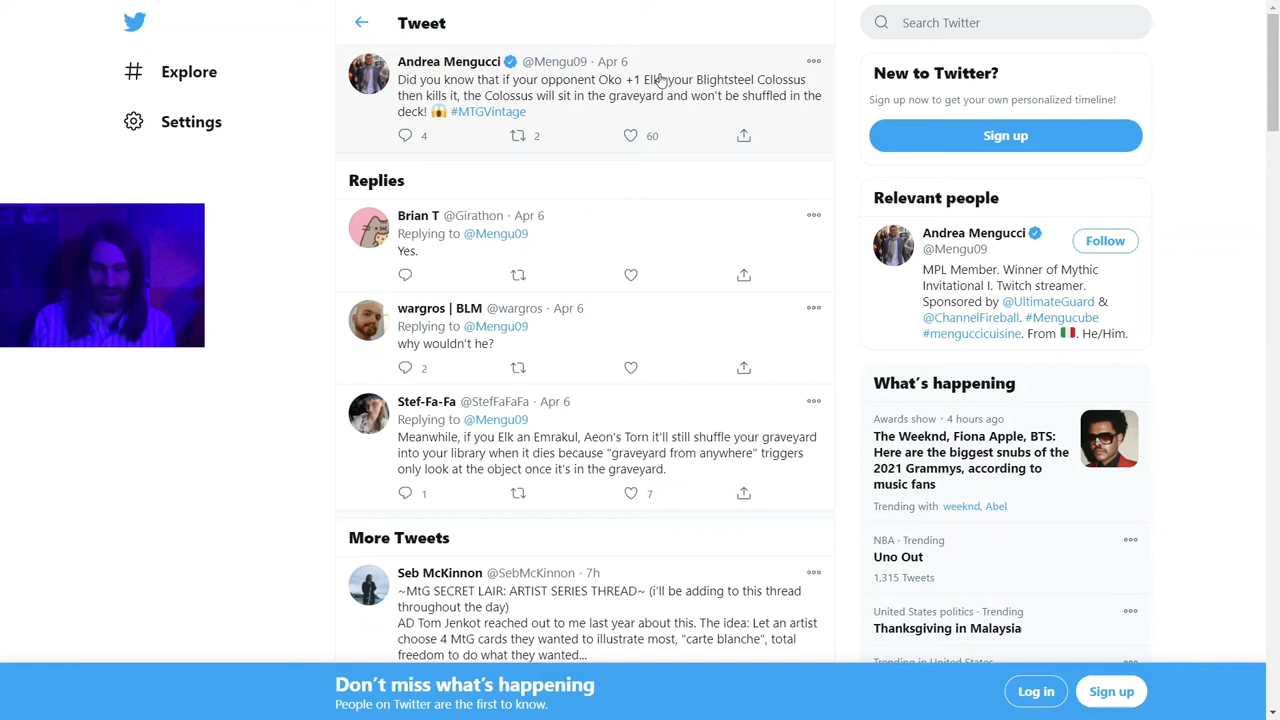 Explore
Settings
Tweet
Andrea Mengucci @Mengu09 · Apr 6
Did you know that if your opponent Oko +1 Elk your Blightsteel Colossus
then kills it, the Colossus will sit in the graveyard and won't be shuffled in the
deck! 😱 #MTGVintage
4 2 60
Replies
Brian T @Girathon · Apr 6
Replying to @Mengu09
Yes.
wargros | BLM @wargros · Apr 6
Replying to @Mengu09
why wouldn't he?
2
Stef-Fa-Fa @StefFaFaFa · Apr 6
Replying to @Mengu09
Meanwhile, if you Elk an Emrakul, Aeon's Torn it'll still shuffle your graveyard
into your library when it dies because "graveyard from anywhere" triggers
only look at the object once it's in the graveyard.
1 7
More Tweets
Seb McKinnon @SebMcKinnon · 7h
~MtG SECRET LAIR: ARTIST SERIES THREAD~ (i'll be adding to this thread
throughout the day)
AD Tom Jenkot reached out to me last year about this. The idea: Let an artist
choose 4 MtG cards they wanted to illustrate most, "carte blanche", total
freedom to do what they wanted...
Search Twitter
New to Twitter?
Sign up now to get your own personalized timeline!
Sign up
Relevant people
Andrea Mengucci
@Mengu09
Follow
MPL Member. Winner of Mythic
Invitational I. Twitch streamer.
Sponsored by @UltimateGuard &
@ChannelFireball. #Mengucube
#menguccicuisine. From 🇮🇹. He/Him.
What's happening
Awards show · 4 hours ago
The Weeknd, Fiona Apple, BTS:
Here are the biggest snubs of the
2021 Grammys, according to
music fans
Trending with weeknd, Abel
NBA · Trending
Uno Out
1,315 Tweets
United States politics · Trending
Thanksgiving in Malaysia
Trending in United States
Don't miss what's happening
People on Twitter are the first to know.
Log in
Sign up